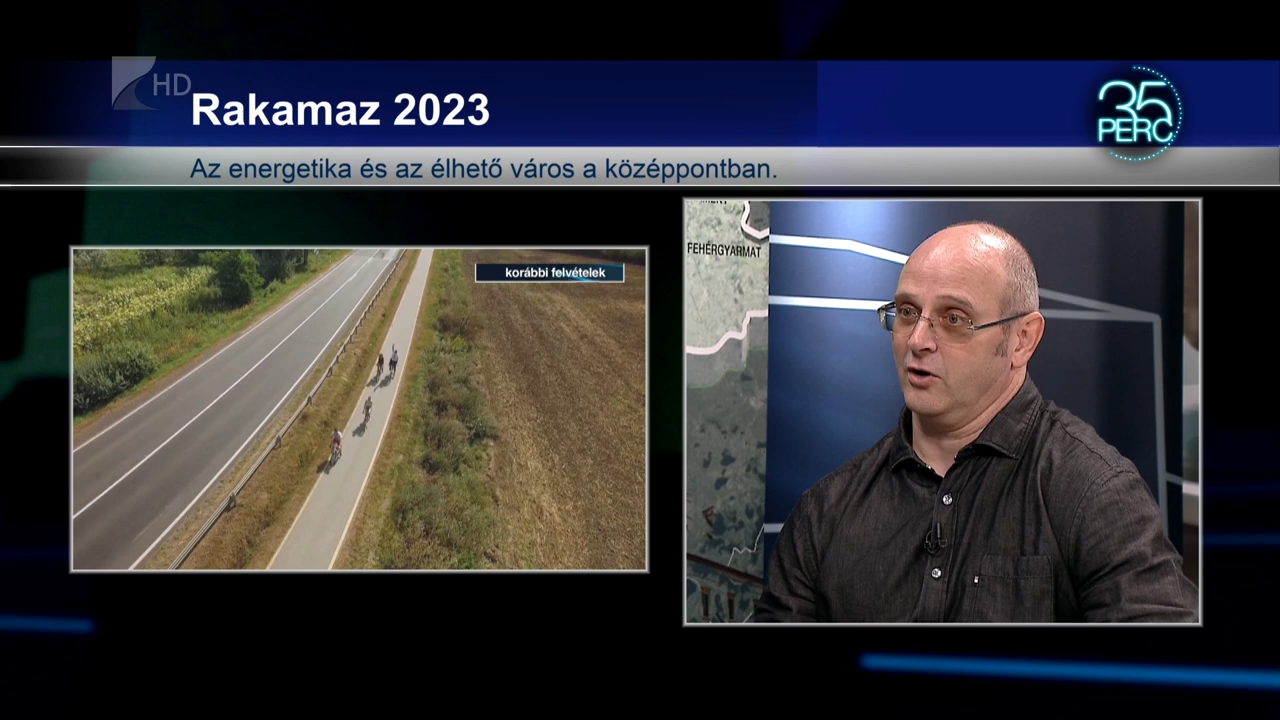 HD
Rakamaz 2023
35
PERC
Az energetika és az élhető város a középpontban.
korábbi felvételek
FEHÉRGYARMAT